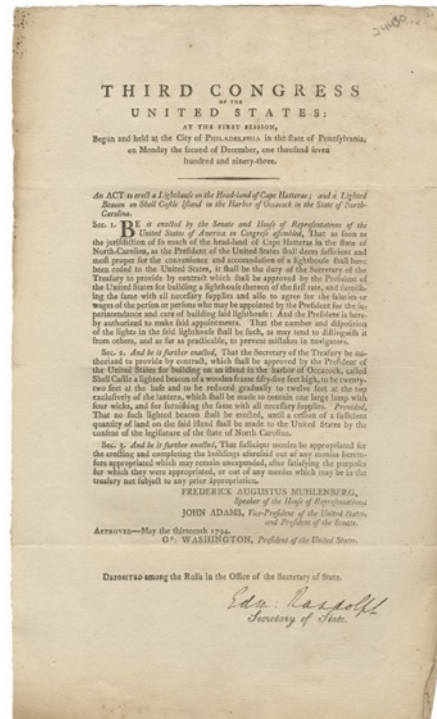 THIRD CONGRESS
OF THE
UNITED STATES:
AT THE FIRST SESSION,
Begun and held at the City of PHILADELPHIA in the state of Pennsylvania,
on Monday the second of December, one thousand seven
hundred and ninety-three.
An ACT to erect a Lighthouse on the Head-land of Cape Hatteras; and a Lighted
Beacon on Shell Castle Island in the Harbor of Occacock in the State of North-
Carolina.
Sec. 1. BE it enacted by the Senate and House of Representatives of the
United States of America in Congress assembled, That as soon as
the jurisdiction of so much of the head-land of Cape Hatteras in the state of
North-Carolina, as the President of the United States shall deem sufficient and
most proper for the convenience and accomodation of a lighthouse shall have
been ceded to the United States, it shall be the duty of the Secretary of the
Treasury to provide by contract which shall be approved by the President of
the United States for building a lighthouse thereon of the first rate, and furnish-
ing the same with all necessary supplies and also to agree for the salaries or
wages of the person or persons who may be appointed by the President for the su-
perintendance and care of building said lighthouse: And the President is here-
by authorized to make said appointments. That the number and disposition
of the lights in the said lighthouse shall be such, as may tend to distinguish it
from others, and as far as practicable, to prevent mistakes in navigators.
Sec. 2. And be it further enacted, That the Secretary of the Treasury be au-
thorized to provide by contract, which shall be approved by the President of
the United States for building on an island in the harbor of Occacock, called
Shell Castle a lighted beacon of a wooden frame fifty-five feet high, to be twenty-
two feet at the base and to be reduced gradually to twelve feet at the top
exclusively of the lantern, which shall be made to contain one large lamp with
four wicks, and for furnishing the same with all necessary supplies. Provided,
That no such lighted beacon shall be erected, until a cession of a sufficient
quantity of land on the said island shall be made to the United States by the
consent of the legislature of the state of North Carolina.
Sec. 3. And be it further enacted, That sufficient monies be appropriated for
the erecting and completing the buildings aforesaid out of any monies hereto-
fore appropriated which may remain unexpended, after satisfying the purposes
for which they were appropriated, or out of any monies which may be in the
treasury not subject to any prior appropriation.
FREDERICK AUGUSTUS MUHLENBERG,
Speaker of the House of Representatives.
JOHN ADAMS, Vice-President of the United States,
and President of the Senate.
APPROVED—May the thirteenth 1794.
Go: WASHINGTON, President of the United States.
DEPOSITED among the Rolls in the Office of the Secretary of State.
Edm: Randolph
Secretary of State.